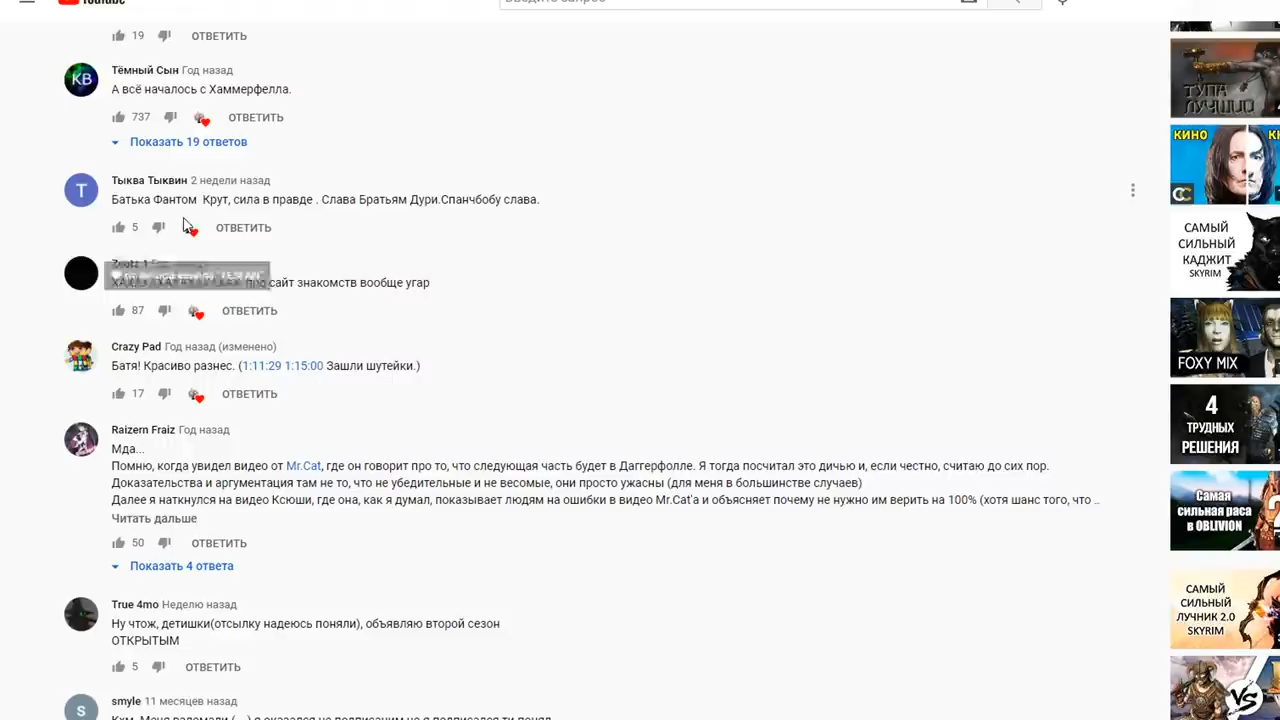 19 ОТВЕТИТЬ
Тёмный Сын Год назад
А всё началось с Хаммерфелла.
737 ОТВЕТИТЬ
Показать 19 ответов
Тыква Тыквин 2 недели назад
Батька Фантом Крут, сила в правде . Слава Братьям Дури.Спанчбобу слава.
5 ОТВЕТИТЬ
сайт знакомств вообще угар
87 ОТВЕТИТЬ
Crazy Pad Год назад (изменено)
Батя! Красиво разнес. (1:11:29 1:15:00 Зашли шутейки.)
17 ОТВЕТИТЬ
Raizern Fraiz Год назад
Мда...
Помню, когда увидел видео от Mr.Cat, где он говорит про то, что следующая часть будет в Даггерфолле. Я тогда посчитал это дичью и, если честно, считаю до сих пор.
Доказательства и аргументация там не то, что не убедительные и не весомые, они просто ужасны (для меня в большинстве случаев)
Далее я наткнулся на видео Ксюши, где она, как я думал, показывает людям на ошибки в видео Mr.Cat'а и объясняет почему не нужно им верить на 100% (хотя шанс того, что ..
Читать дальше
50 ОТВЕТИТЬ
Показать 4 ответа
True 4mo Неделю назад
Ну чтож, детишки(отсылку надеюсь поняли), объявляю второй сезон
ОТКРЫТЫМ
5 ОТВЕТИТЬ
smyle 11 месяцев назад
KB
T
S
ТУПА
ЛУЧШИЙ
КИНО
CC
САМЫЙ
СИЛЬНЫЙ
КАДЖИТ
SKYRIM
FOXY MIX
4
ТРУДНЫХ
РЕШЕНИЯ
Самая
сильная раса
в OBLIVION
САМЫЙ
СИЛЬНЫЙ
ЛУЧНИК 2.0
SKYRIM
VS